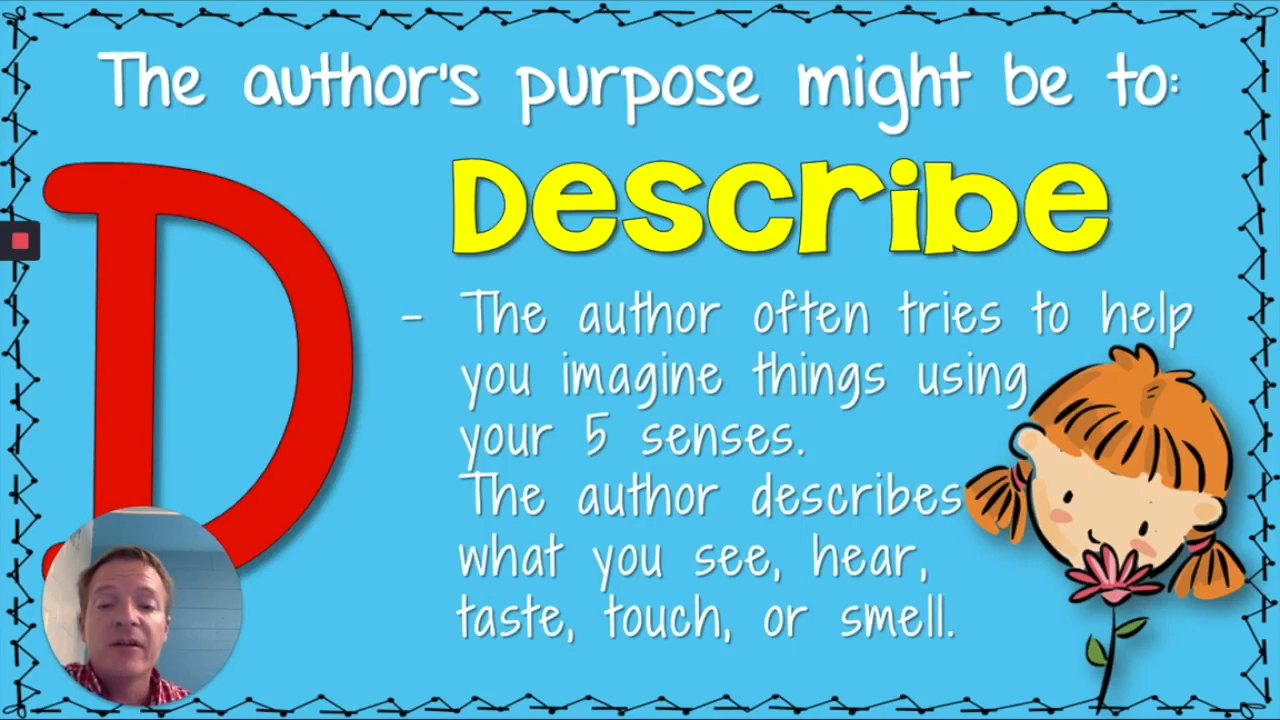 The author's purpose might be to:
D
Describe
- The author often tries to help
you imagine things using
your 5 senses.
The author describes
what you see, hear,
taste, touch, or smell.